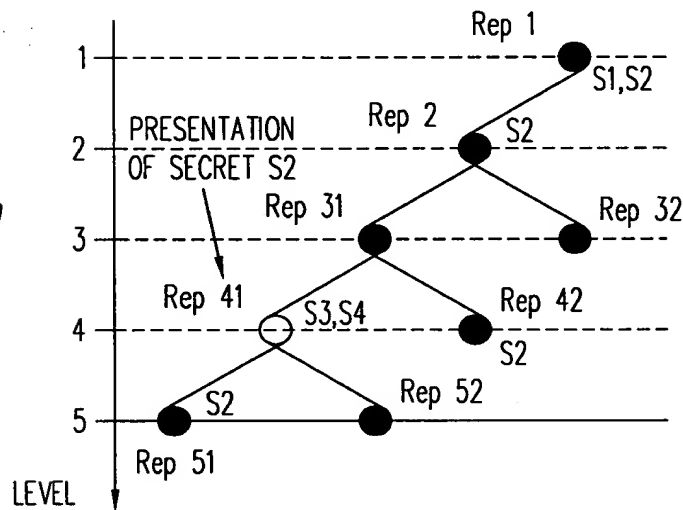 Rep 1
1
S1,S2
Rep 2
S2
PRESENTATION
2
OF SECRET S2
Rep 31
Rep 32
3
Rep 41
S3,S4
Rep 42
4
S2
S2
Rep 52
5
Rep 51
LEVEL